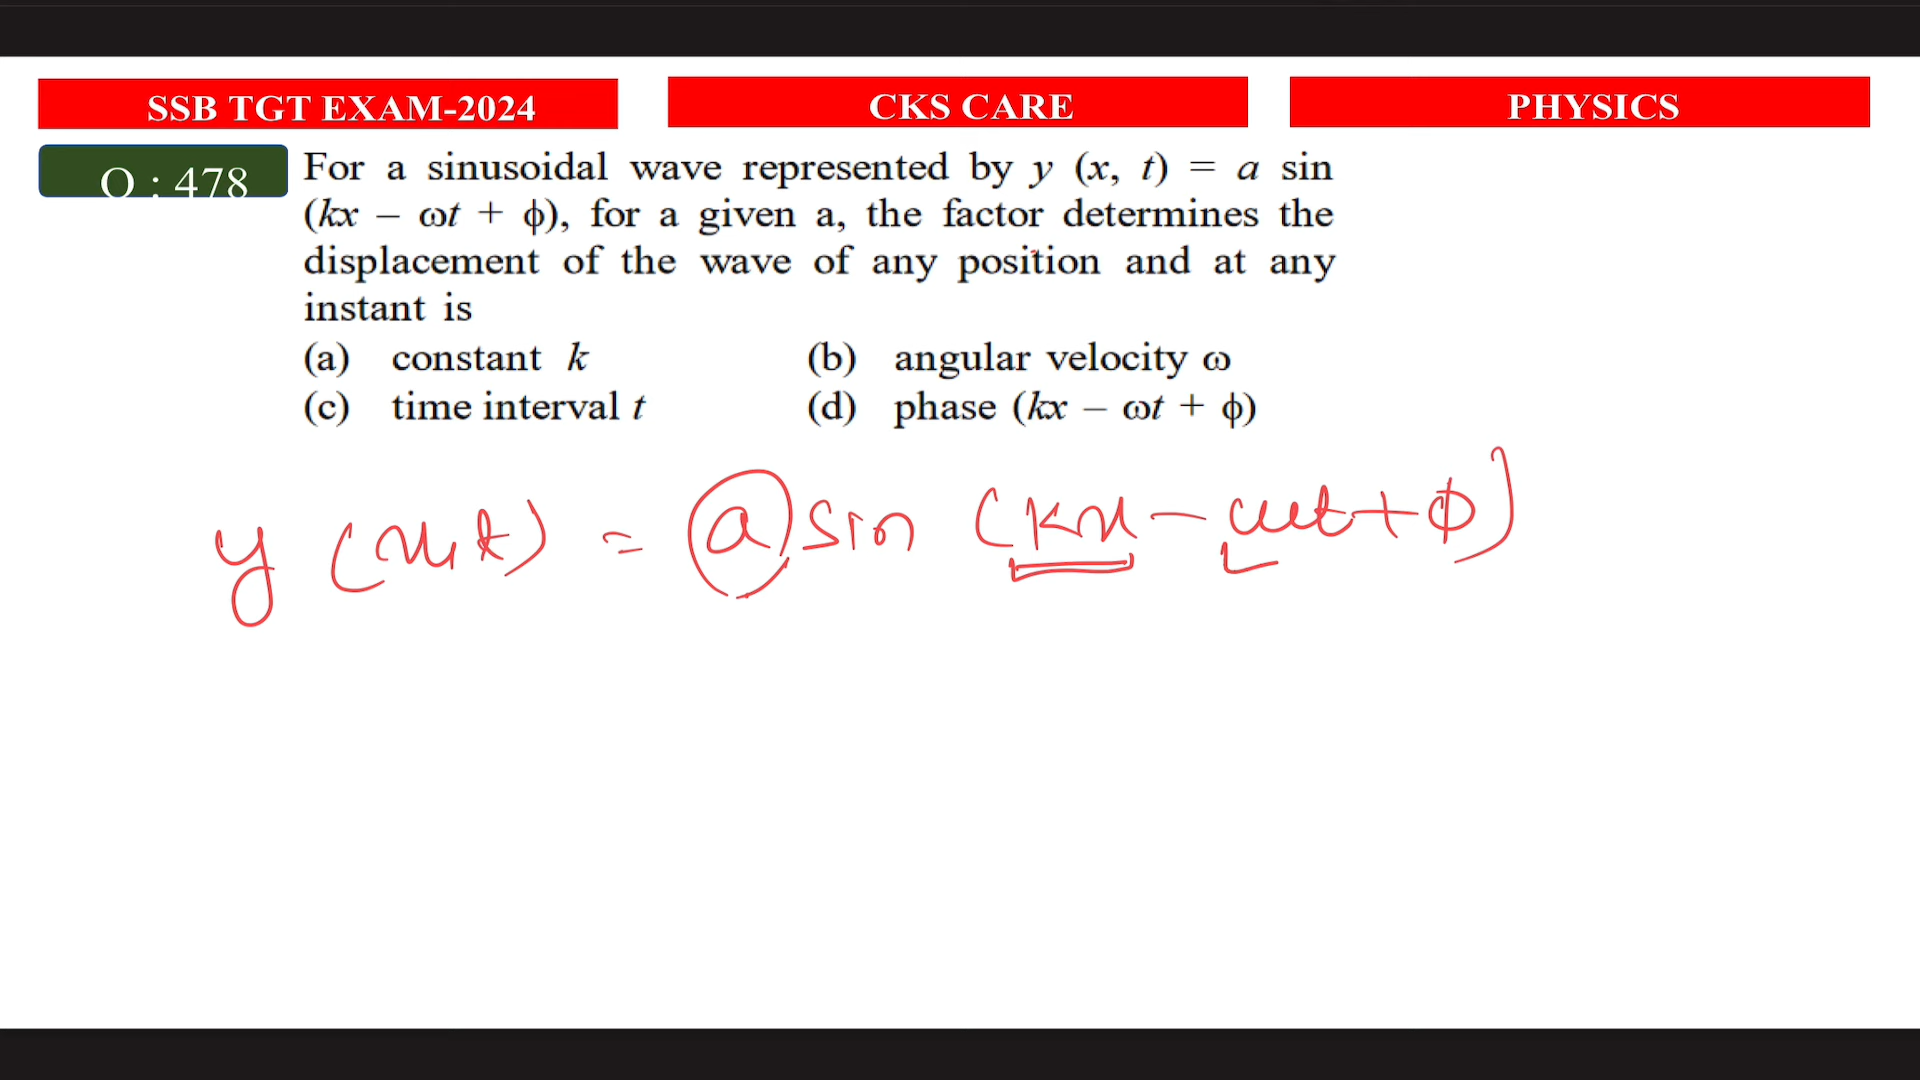 SSB TGT EXAM-2024
CKS CARE
PHYSICS
Q : 478
For a sinusoidal wave represented by y (x, t) = a sin
(kx – ωt + ϕ), for a given a, the factor determines the
displacement of the wave of any position and at any
instant is
(a) constant k (b) angular velocity ω
(c) time interval t (d) phase (kx – ωt + ϕ)
y (x, t) = a sin (kx – ωt + ϕ)